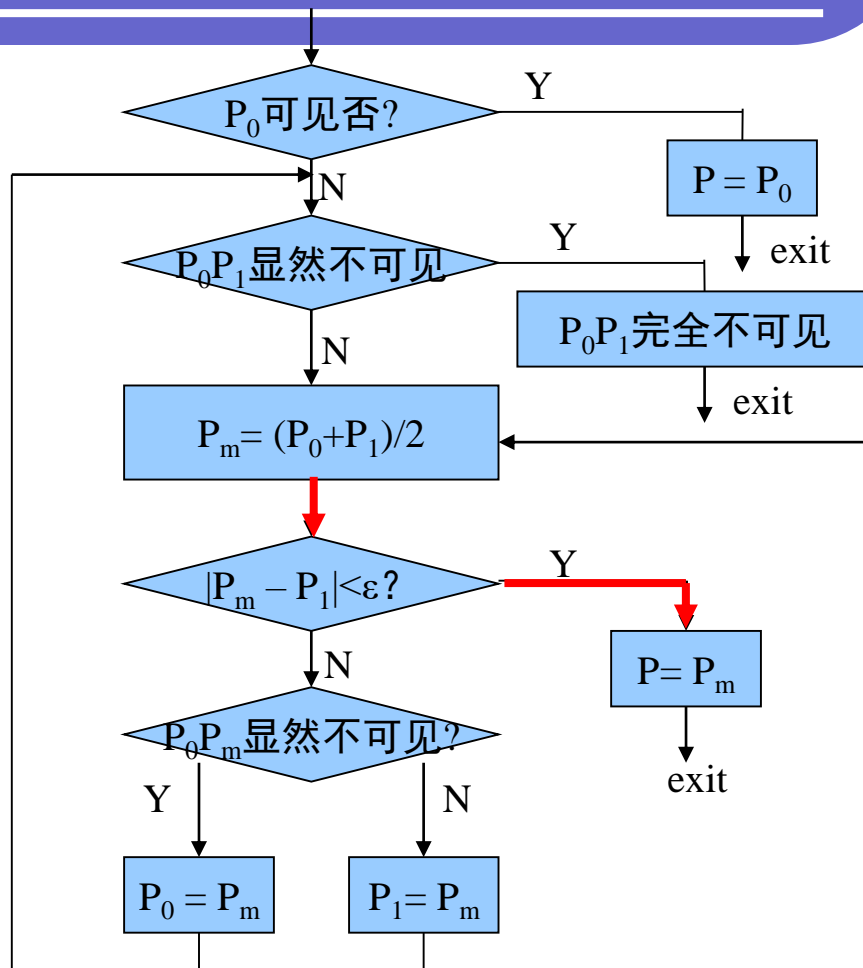 P₀可见否?
Y
P = P₀
N
exit
P₀P₁显然不可见
Y
P₀P₁完全不可见
N
exit
Pₘ= (P₀+P₁)/2
|Pₘ – P₁|<ε?
Y
P= Pₘ
N
exit
P₀Pₘ显然不可见?
Y
N
P₀ = Pₘ
P₁= Pₘ